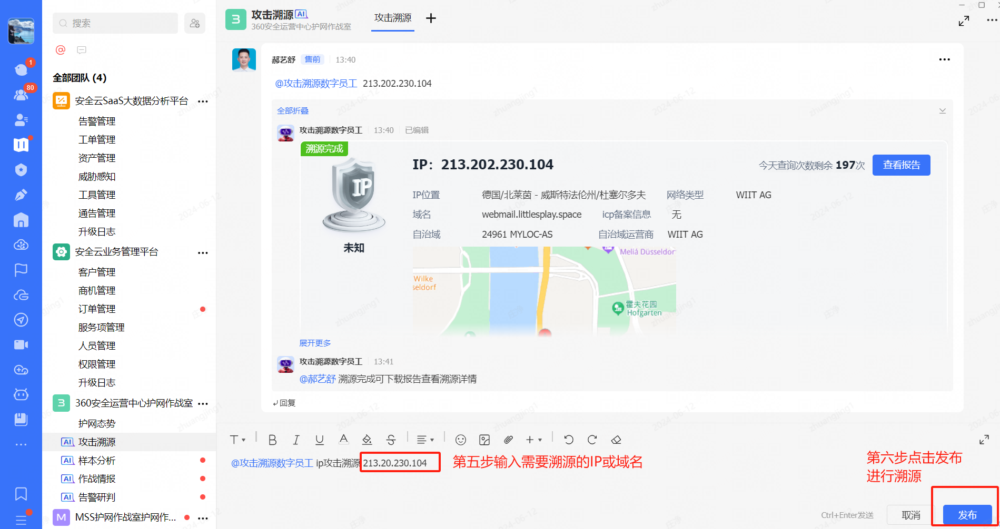 搜索
1
80
全部团队 (4)
安全云SaaS大数据分析平台
告警管理
工单管理
资产管理
威胁感知
工具管理
通告管理
升级日志
安全云业务管理平台
客户管理
商机管理
订单管理
服务项管理
人员管理
权限管理
升级日志
3 360安全运营中心护网作战室
护网态势
AI 攻击溯源
AI 样本分析
AI 作战情报
AI 告警研判
M MSS护网作战室护网作...
3 攻击溯源 AI
360安全运营中心护网作战室
攻击溯源
郝艺舒 售前 13:40
@攻击溯源数字员工 213.202.230.104
全部折叠
攻击溯源数字员工 13:40 已编辑
溯源完成
IP
未知
IP：213.202.230.104
今天查询次数剩余 197次 查看报告
IP位置 德国/北莱茵 - 威斯特法伦州/杜塞尔多夫 网络类型 WIIT AG
域名 webmail.littlesplay.space icp备案信息 无
自治域 24961 MYLOC-AS 自治域运营商 WIIT AG
Meliá Düsseldor
Wilke
seldorf
霍夫花园
Hofgarten
展开更多
攻击溯源数字员工 13:41
@郝艺舒 溯源完成可下载报告查看溯源详情
回复
T B I U A S
@攻击溯源数字员工 ip攻击溯源213.20.230.104
第五步输入需要溯源的IP或域名
第六步点击发布
进行溯源
Ctrl+Enter发送 取消 发布
2024-06-12
zhuangjing1